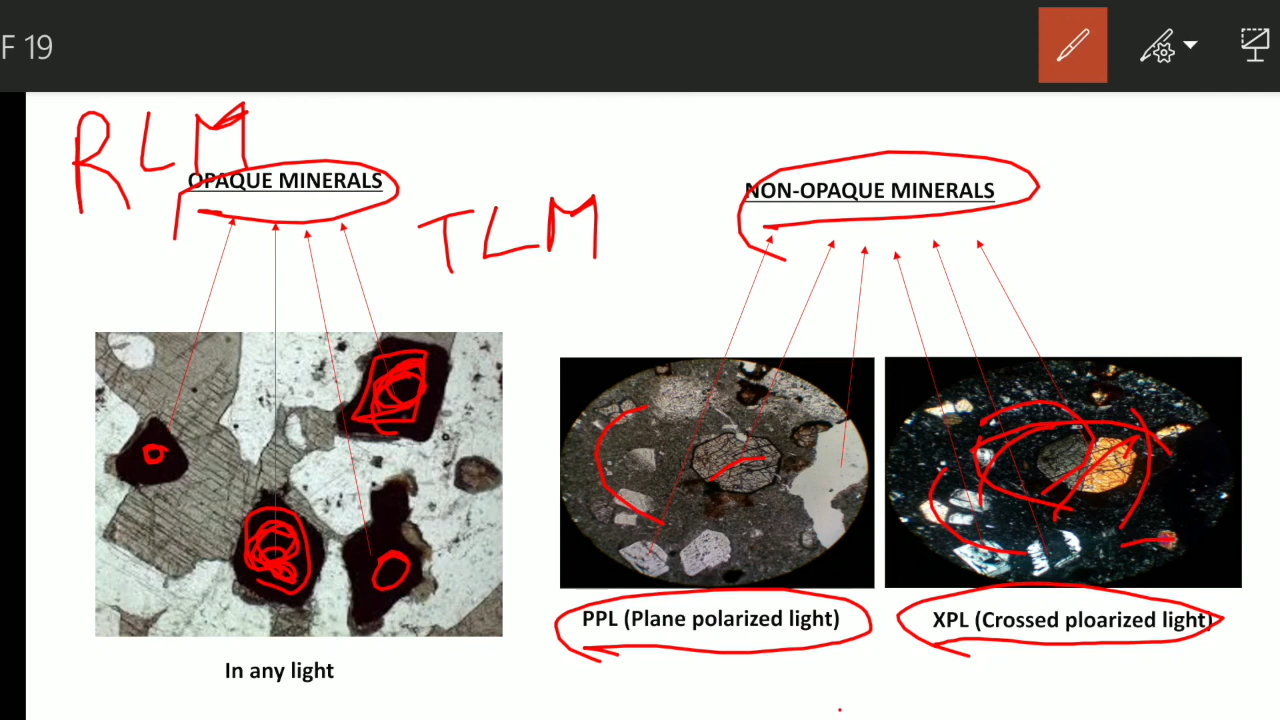 F 19
RLM
OPAQUE MINERALS
NON-OPAQUE MINERALS
TLM
PPL (Plane polarized light)
XPL (Crossed ploarized light)
In any light